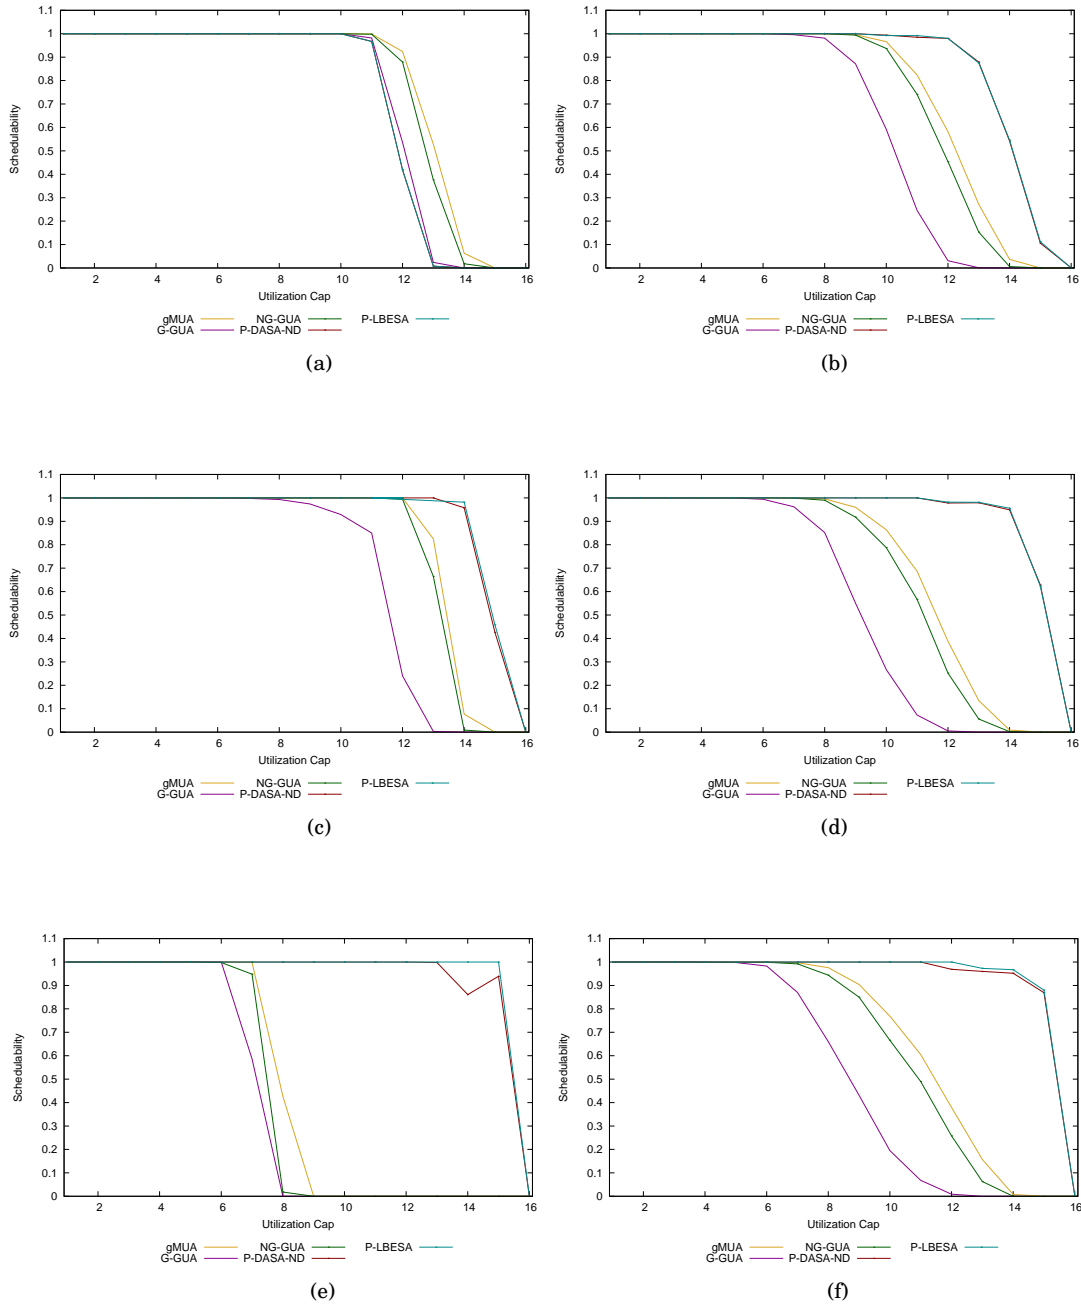 1.1
1
0.9
0.8
0.7
0.6
0.5
0.4
0.3
0.2
0.1
0
Schedulability
2 4 6 8 10 12 14 16
Utilization Cap
gMUA NG-GUA P-LBESA
G-GUA P-DASA-ND
(a)
1.1
1
0.9
0.8
0.7
0.6
0.5
0.4
0.3
0.2
0.1
0
Schedulability
2 4 6 8 10 12 14 16
Utilization Cap
gMUA NG-GUA P-LBESA
G-GUA P-DASA-ND
(b)
1.1
1
0.9
0.8
0.7
0.6
0.5
0.4
0.3
0.2
0.1
0
Schedulability
2 4 6 8 10 12 14 16
Utilization Cap
gMUA NG-GUA P-LBESA
G-GUA P-DASA-ND
(c)
1.1
1
0.9
0.8
0.7
0.6
0.5
0.4
0.3
0.2
0.1
0
Schedulability
2 4 6 8 10 12 14 16
Utilization Cap
gMUA NG-GUA P-LBESA
G-GUA P-DASA-ND
(d)
1.1
1
0.9
0.8
0.7
0.6
0.5
0.4
0.3
0.2
0.1
0
Schedulability
2 4 6 8 10 12 14 16
Utilization Cap
gMUA NG-GUA P-LBESA
G-GUA P-DASA-ND
(e)
1.1
1
0.9
0.8
0.7
0.6
0.5
0.4
0.3
0.2
0.1
0
Schedulability
2 4 6 8 10 12 14 16
Utilization Cap
gMUA NG-GUA P-LBESA
G-GUA P-DASA-ND
(f)